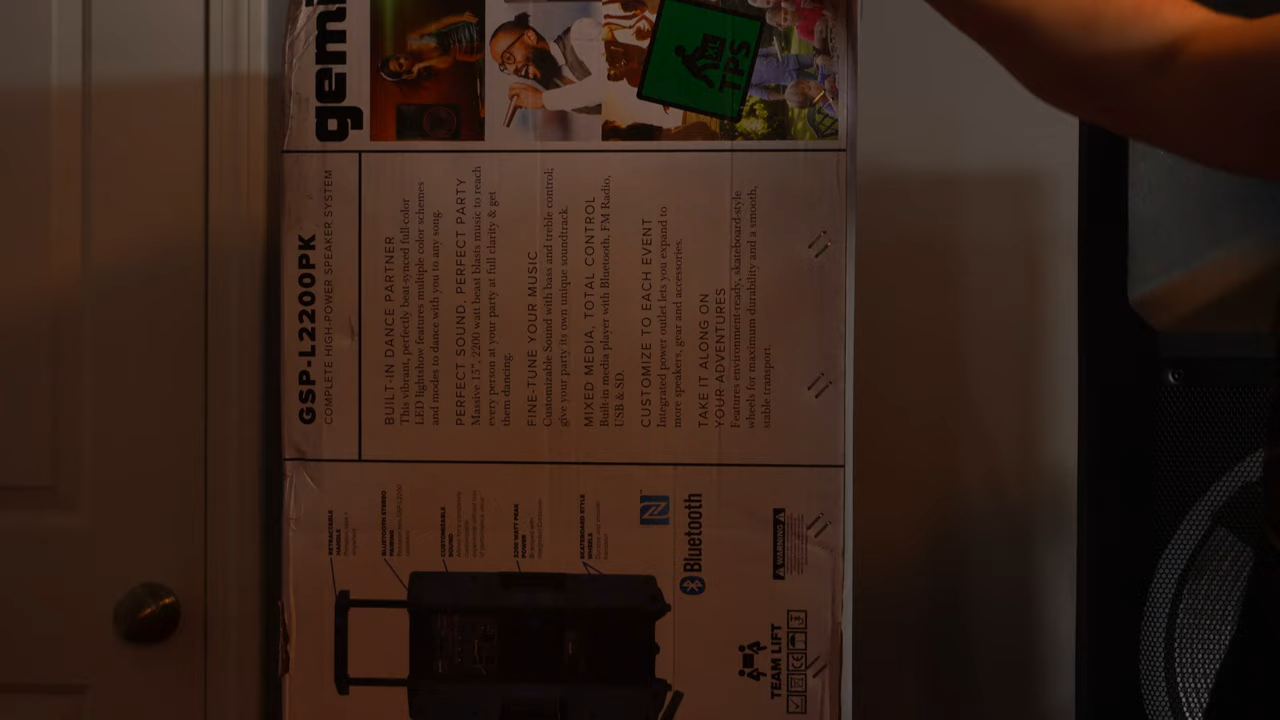 gemi
TPS
GSP-L2200PK
COMPLETE HIGH-POWER SPEAKER SYSTEM
BUILT-IN DANCE PARTNER
This vibrant, perfectly beat-synced full-color
LED lightshow features multiple color schemes
and modes to dance with you to any song.
PERFECT SOUND, PERFECT PARTY
Massive 15", 2200 watt beast blasts music to reach
every person at your party at full clarity & get
them dancing.
FINE-TUNE YOUR MUSIC
Customizable Sound with bass and treble control;
give your party its own unique soundtrack.
MIXED MEDIA, TOTAL CONTROL
Built-in media player with Bluetooth, FM Radio,
USB & SD.
CUSTOMIZE TO EACH EVENT
Integrated power outlet lets you expand to
more speakers, gear and accessories.
TAKE IT ALONG ON
YOUR ADVENTURES
Features environment-ready, skateboard-style
wheels for maximum durability and a smooth,
stable transport.
RETRACTABLE
HANDLE
BLUETOOTH STEREO
PAIRING
CUSTOMIZABLE
SOUND
2200 WATT PEAK
POWER
SKATEBOARD STYLE
WHEELS
Bluetooth
WARNING
TEAM LIFT